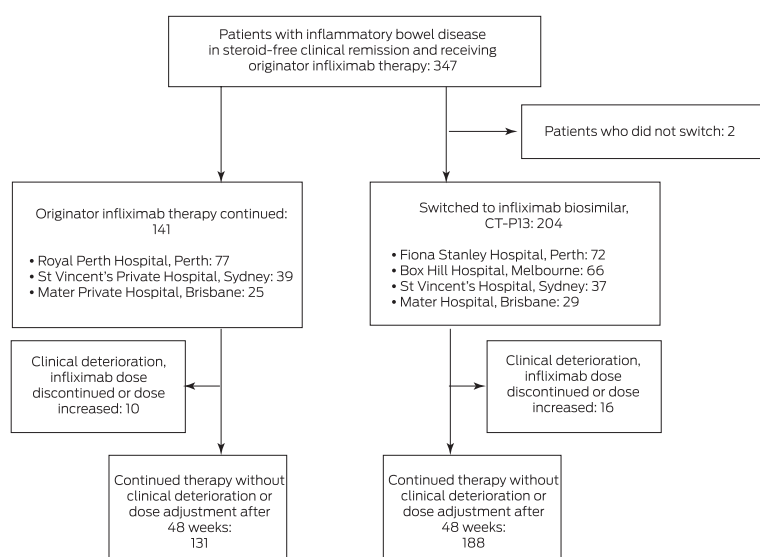 Patients with inflammatory bowel disease
in steroid-free clinical remission and receiving
originator infliximab therapy: 347
Patients who did not switch: 2
Originator infliximab therapy continued:
141
• Royal Perth Hospital, Perth: 77
• St Vincent's Private Hospital, Sydney: 39
• Mater Private Hospital, Brisbane: 25
Switched to infliximab biosimilar,
CT-P13: 204
• Fiona Stanley Hospital, Perth: 72
• Box Hill Hospital, Melbourne: 66
• St Vincent's Hospital, Sydney: 37
• Mater Hospital, Brisbane: 29
Clinical deterioration,
infliximab dose
discontinued or dose
increased: 10
Clinical deterioration,
infliximab dose
discontinued or dose
increased: 16
Continued therapy without
clinical deterioration or
dose adjustment after
48 weeks:
131
Continued therapy without
clinical deterioration or
dose adjustment after
48 weeks:
188